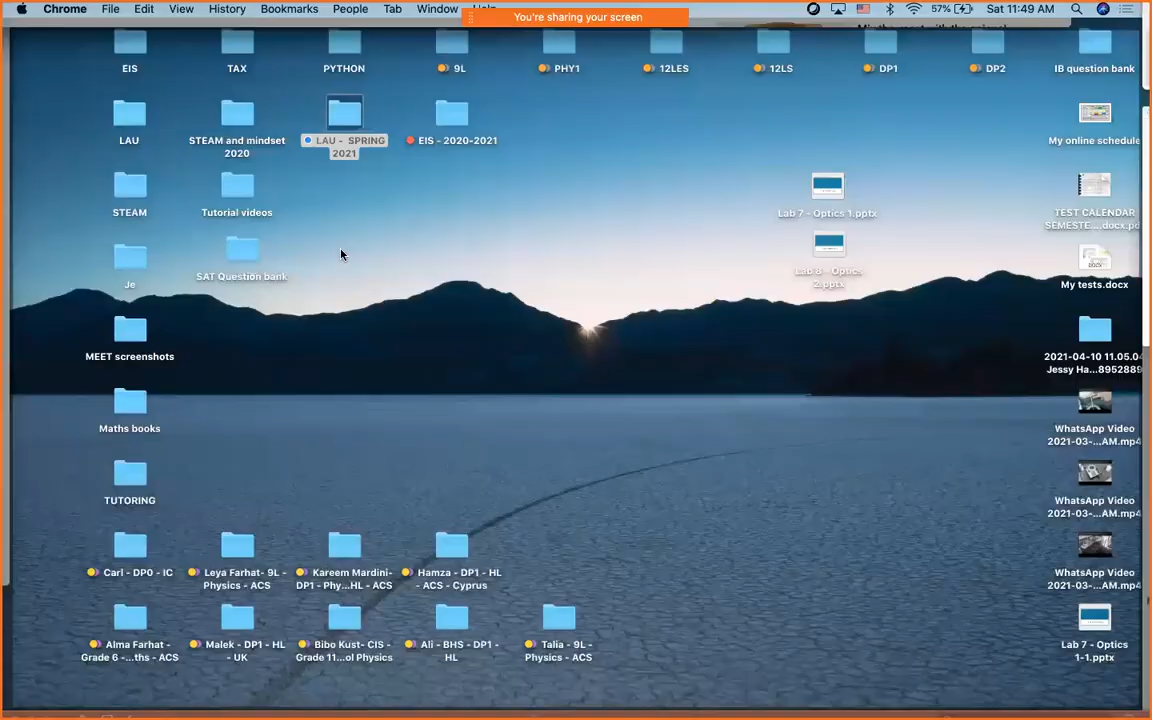 Chrome File Edit View History Bookmarks People Tab Window Help
You're sharing your screen
57% Sat 11:49 AM
EIS TAX PYTHON 9L PHY1 12LES 12LS DP1 DP2 IB question bank
LAU
STEAM and mindset
2020
LAU - SPRING
2021
EIS - 2020-2021
My online schedule
STEAM
Tutorial videos
Lab 7 - Optics 1.pptx
TEST CALENDAR
SEMESTE....docx.pd
Je
SAT Question bank
Lab 8 - Optics
2.pptx
My tests.docx
MEET screenshots
2021-04-10 11.05.04
Jessy Ha...8952889
Maths books
WhatsApp Video
2021-03-...AM.mp4
TUTORING
WhatsApp Video
2021-03-...AM.mp4
Carl - DP0 - IC
Leya Farhat- 9L -
Physics - ACS
Kareem Mardini-
DP1 - Phy...HL - ACS
Hamza - DP1 - HL
- ACS - Cyprus
WhatsApp Video
2021-03-...AM.mp4
Alma Farhat -
Grade 6 -...ths - ACS
Malek - DP1 - HL -
UK
Bibo Kust- CIS -
Grade 11...ol Physics
Ali - BHS - DP1 -
HL
Talia - 9L -
Physics - ACS
Lab 7 - Optics
1-1.pptx